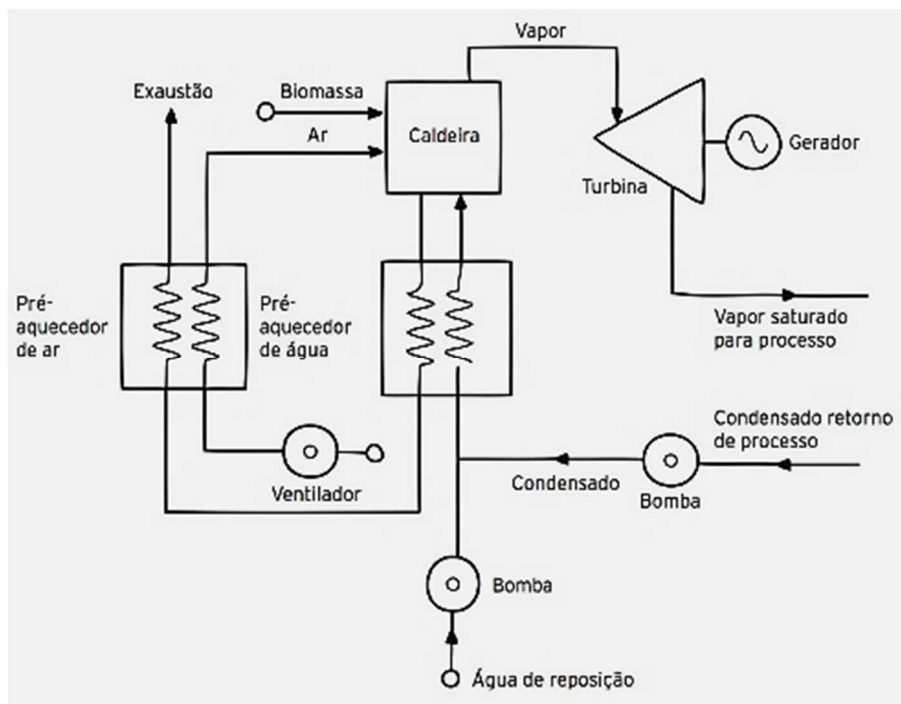 Vapor
Exaustão
Biomassa
Ar
Caldeira
Gerador
Turbina
Pré-
aquecedor
de ar
Pré-
aquecedor
de água
Vapor saturado
para processo
Condensado retorno
de processo
Condensado
Bomba
Ventilador
Bomba
Água de reposição